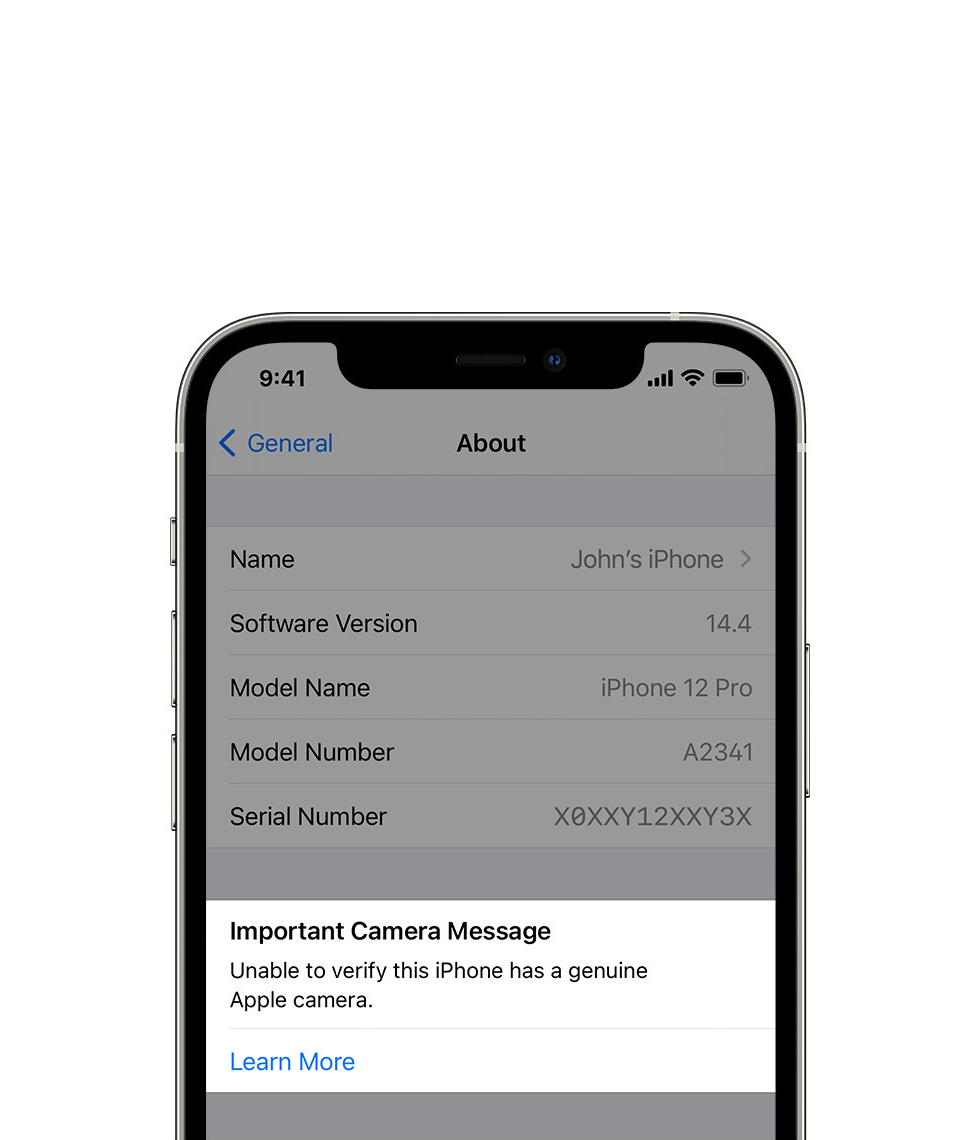 9:41
General
About
Name John's iPhone
Software Version 14.4
Model Name iPhone 12 Pro
Model Number A2341
Serial Number X0XXY12XXY3X
Important Camera Message
Unable to verify this iPhone has a genuine
Apple camera.
Learn More